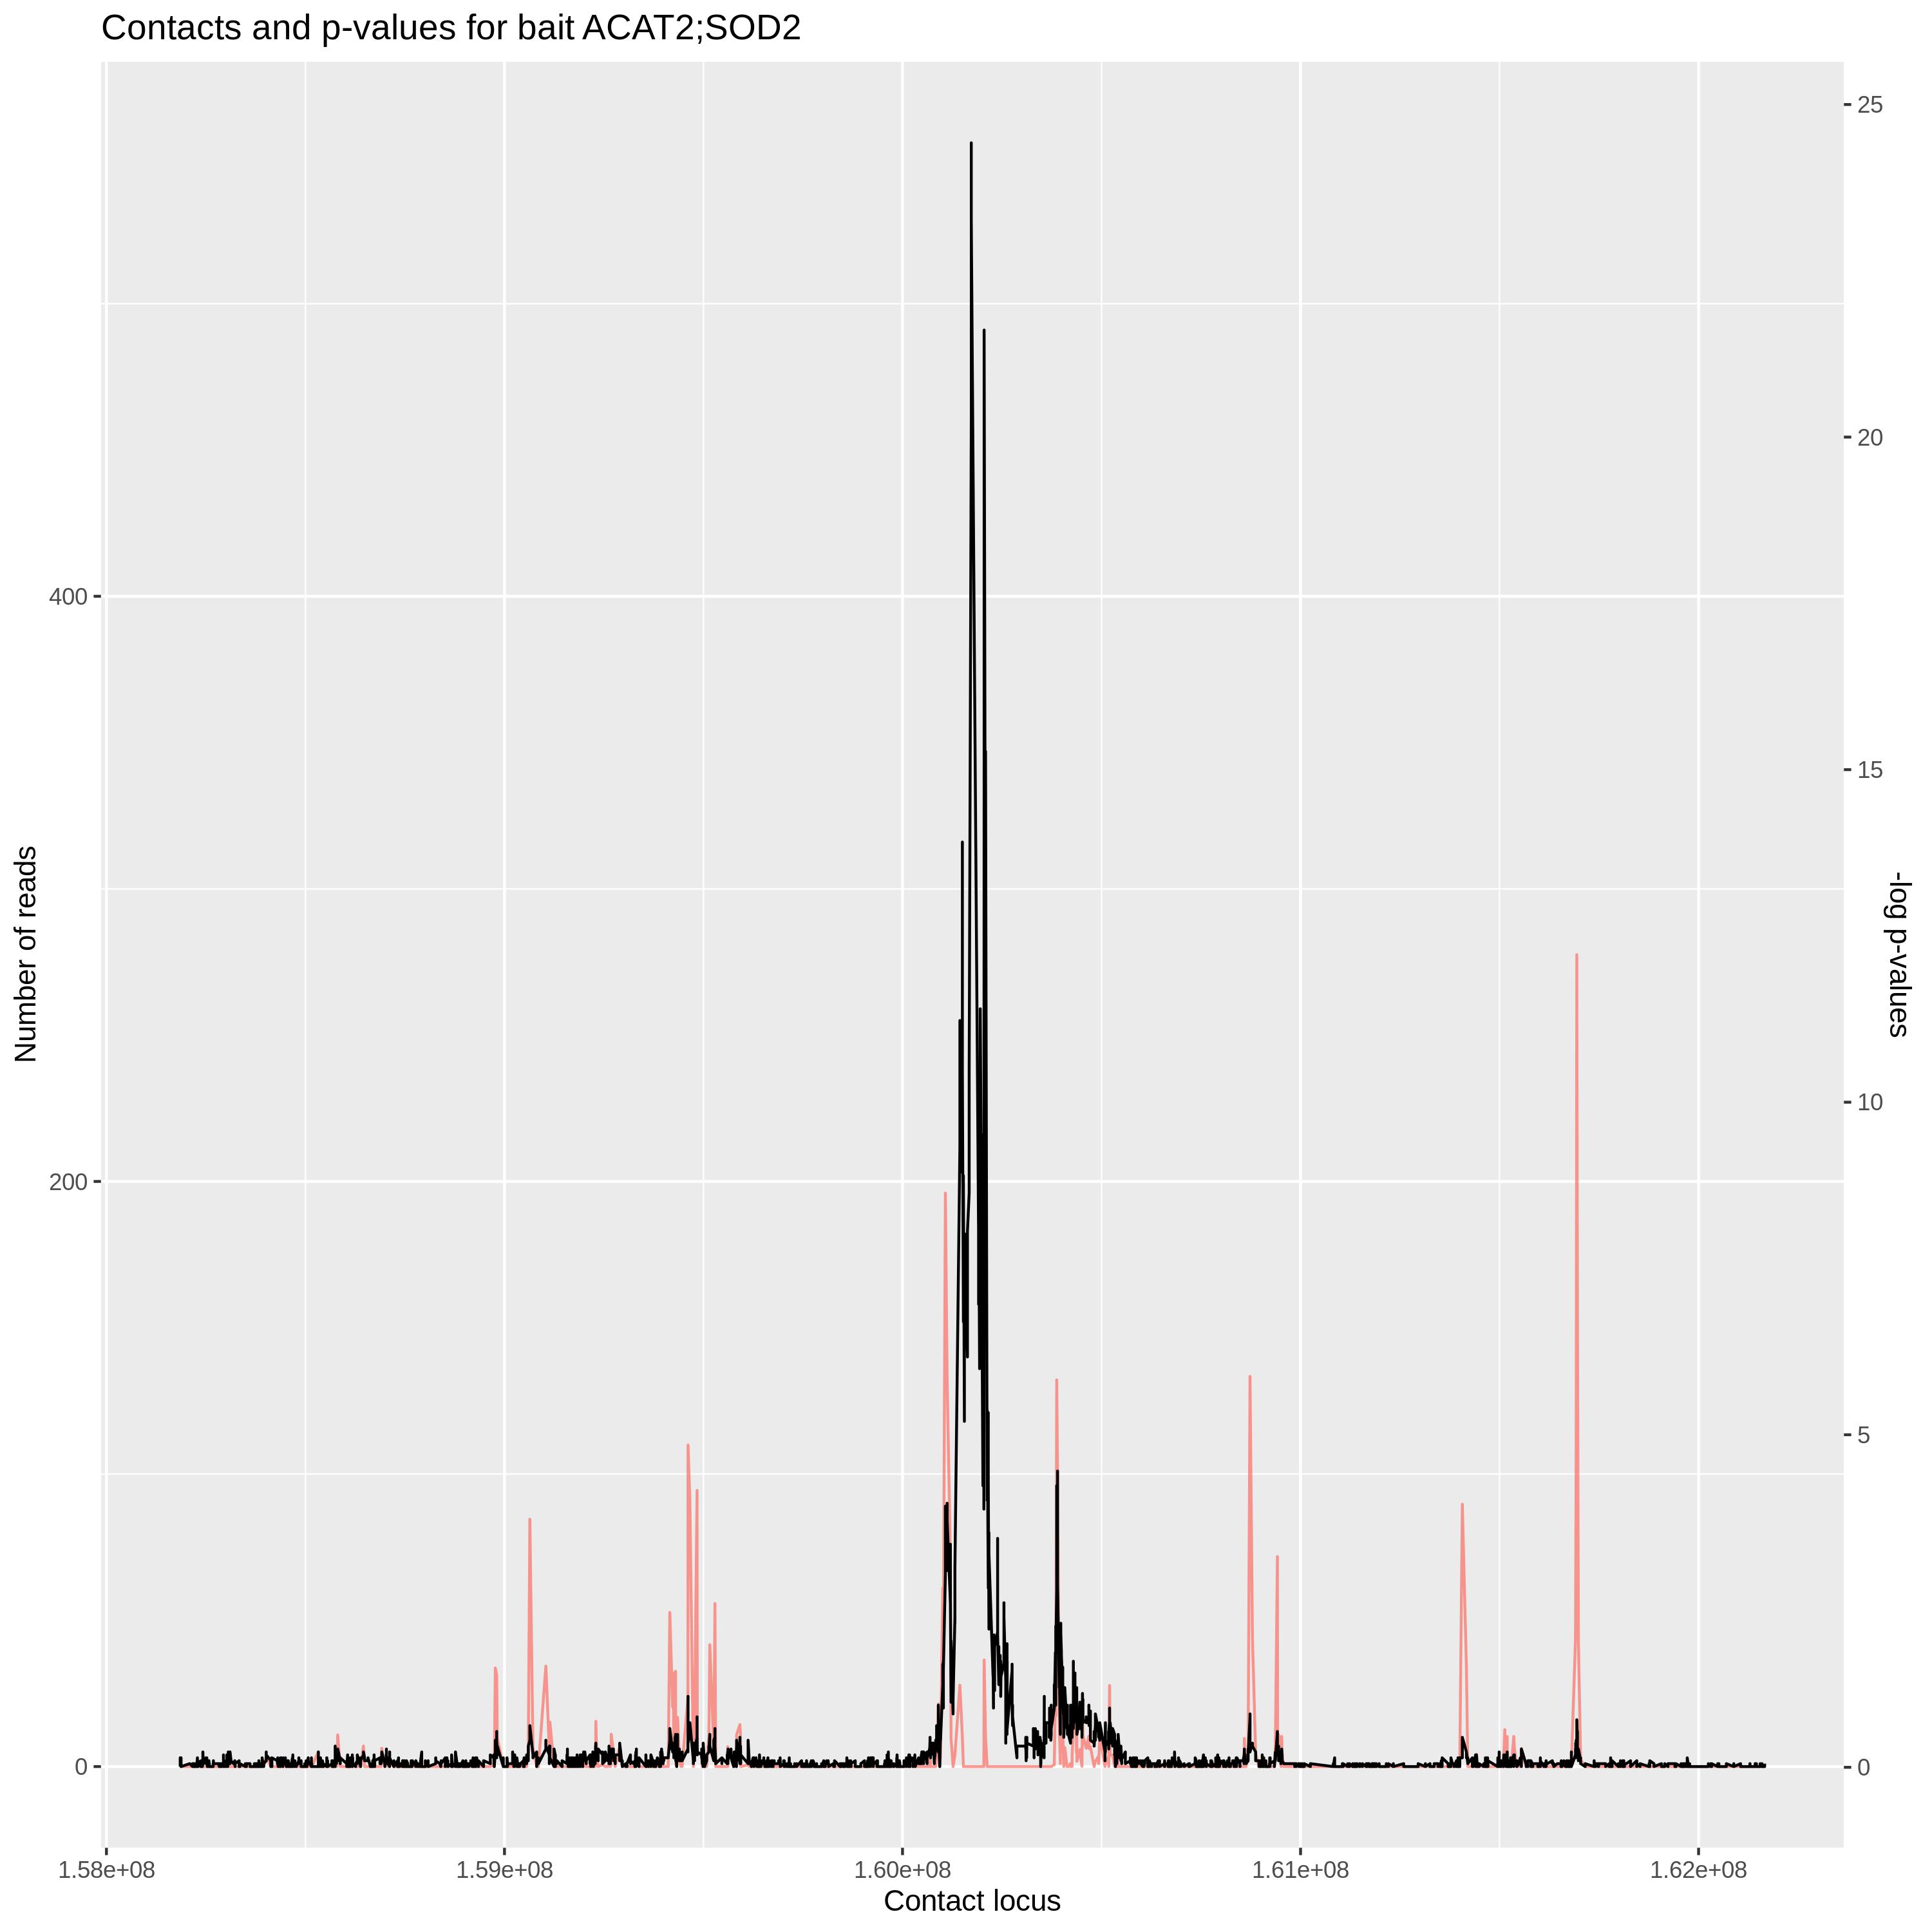 Contacts and p-values for bait ACAT2;SOD2
Number of reads
400
200
0
25
20
15
10
5
0
-log p-values
1.58e+08
1.59e+08
1.60e+08
1.61e+08
1.62e+08
Contact locus